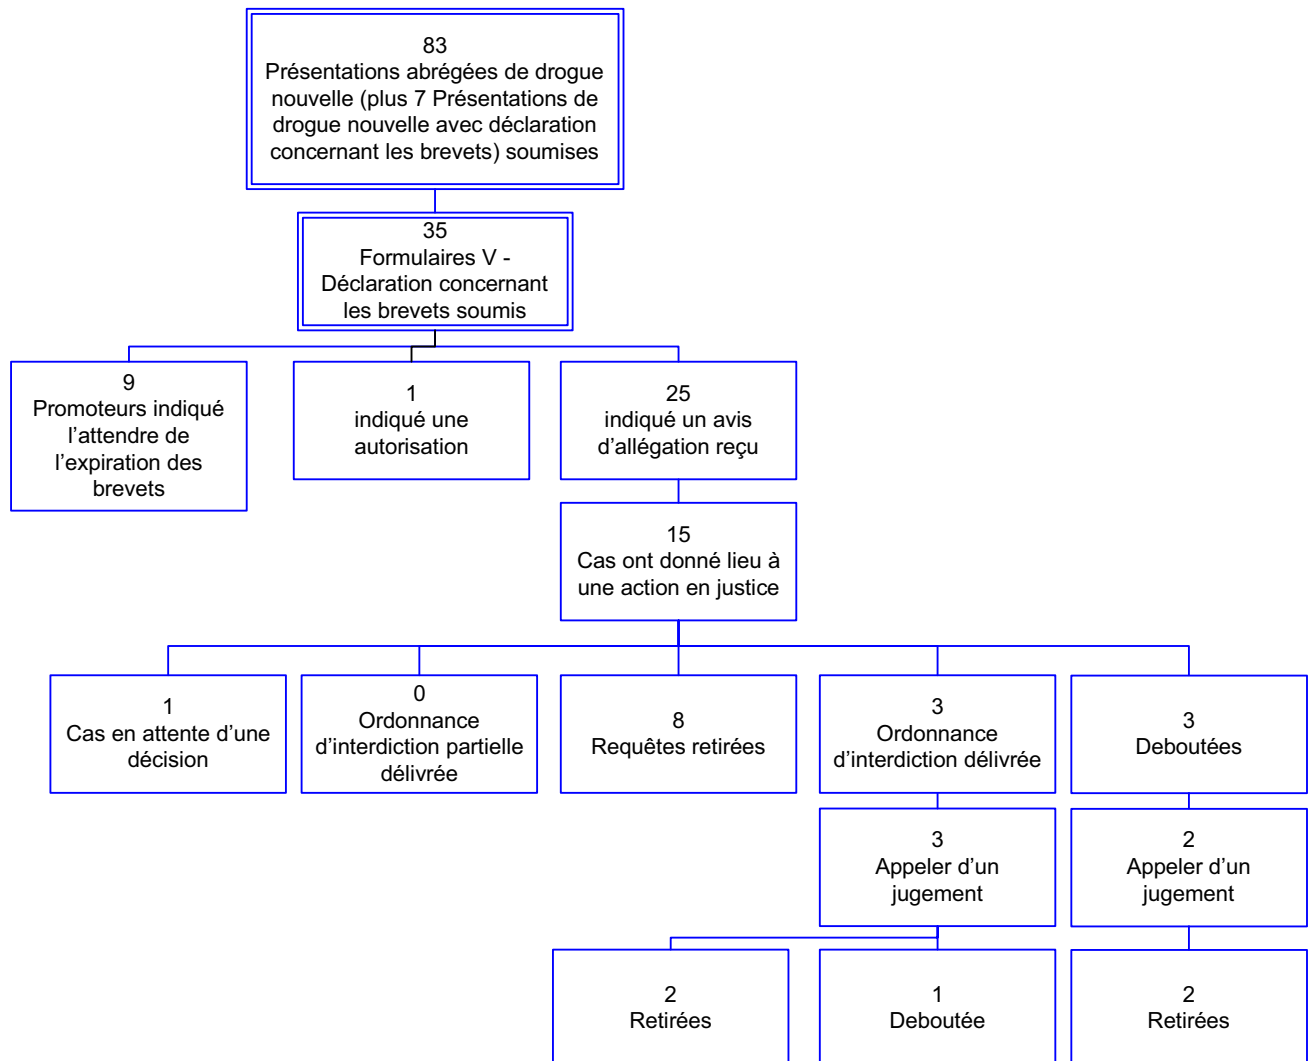 83
Présentations abrégées de drogue
nouvelle (plus 7 Présentations de
drogue nouvelle avec déclaration
concernant les brevets) soumises
35
Formulaires V -
Déclaration concernant
les brevets soumis
9
Promoteurs indiqué
l’attendre de
l’expiration des
brevets
1
indiqué une
autorisation
25
indiqué un avis
d’allégation reçu
15
Cas ont donné lieu à
une action en justice
1
Cas en attente d’une
décision
0
Ordonnance
d’interdiction partielle
délivrée
8
Requêtes retirées
3
Ordonnance
d’interdiction délivrée
3
Deboutées
3
Appeler d’un
jugement
2
Appeler d’un
jugement
2
Retirées
1
Deboutée
2
Retirées